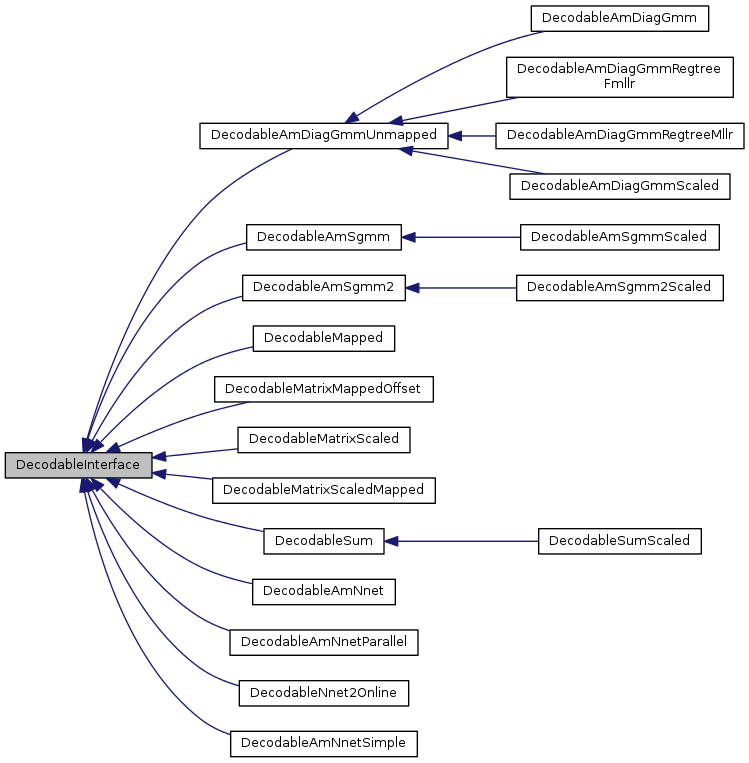 DecodableAmDiagGmm
DecodableAmDiagGmmRegtree
Fmllr
DecodableAmDiagGmmUnmapped
DecodableAmDiagGmmRegtreeMllr
DecodableAmDiagGmmScaled
DecodableAmSgmm
DecodableAmSgmmScaled
DecodableAmSgmm2
DecodableAmSgmm2Scaled
DecodableMapped
DecodableMatrixMappedOffset
DecodableMatrixScaled
DecodableInterface
DecodableMatrixScaledMapped
DecodableSum
DecodableSumScaled
DecodableAmNnet
DecodableAmNnetParallel
DecodableNnet2Online
DecodableAmNnetSimple